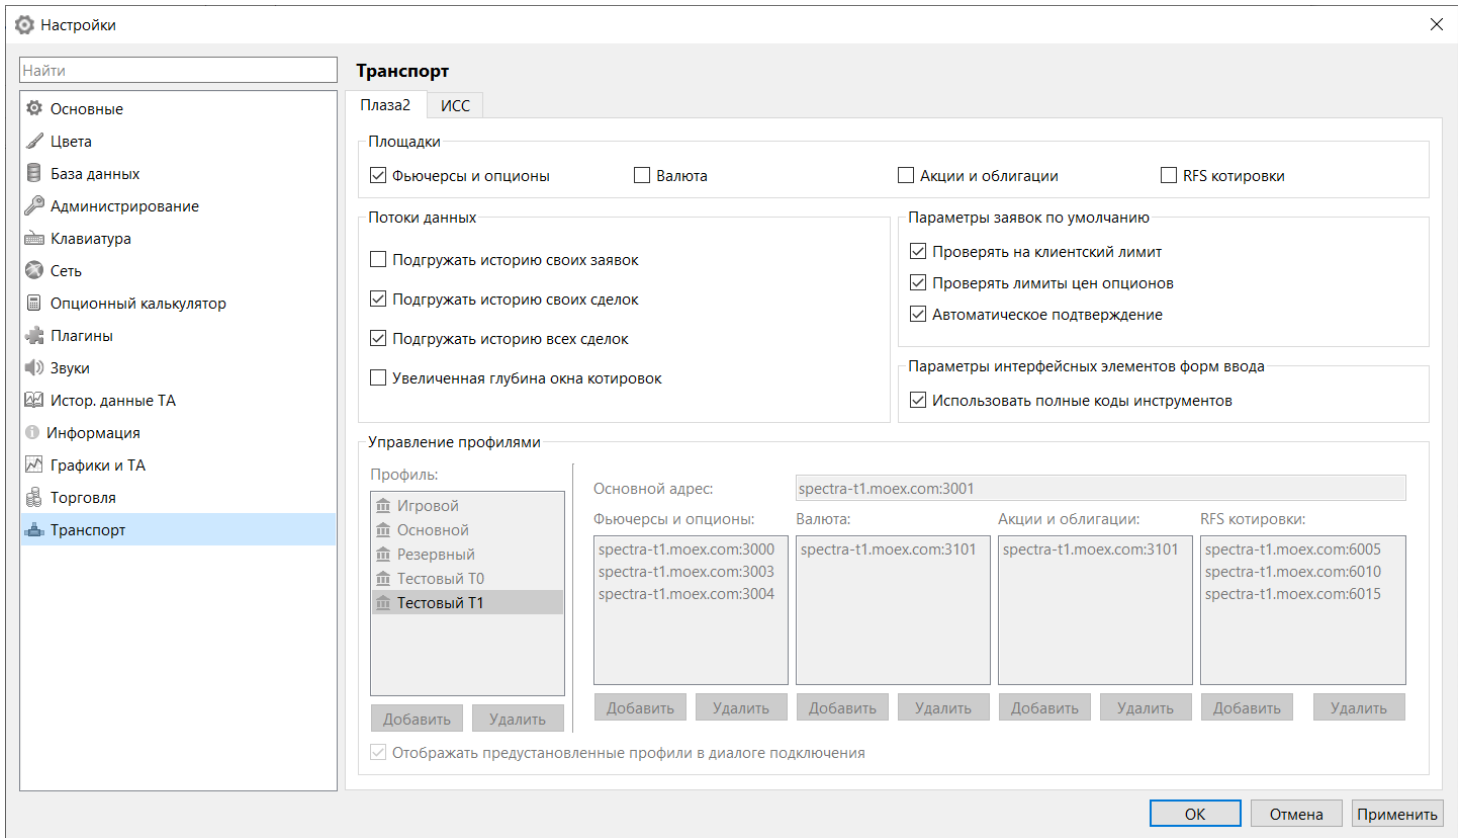 Настройки
Найти
Основные
Цвета
База данных
Администрирование
Клавиатура
Сеть
Опционный калькулятор
Плагины
Звуки
Истор. данные ТА
Информация
Графики и ТА
Торговля
Транспорт
Транспорт
Плаза2 ИСС
Площадки
Фьючерсы и опционы Валюта Акции и облигации RFS котировки
Потоки данных
Подгружать историю своих заявок
Подгружать историю своих сделок
Подгружать историю всех сделок
Увеличенная глубина окна котировок
Параметры заявок по умолчанию
Проверять на клиентский лимит
Проверять лимиты цен опционов
Автоматическое подтверждение
Параметры интерфейсных элементов форм ввода
Использовать полные коды инструментов
Управление профилями
Профиль:
Игровой
Основной
Резервный
Тестовый T0
Тестовый T1
Добавить Удалить
Основной адрес: spectra-t1.moex.com:3001
Фьючерсы и опционы: Валюта: Акции и облигации: RFS котировки:
spectra-t1.moex.com:3000 spectra-t1.moex.com:3101 spectra-t1.moex.com:3101 spectra-t1.moex.com:6005
spectra-t1.moex.com:3003 spectra-t1.moex.com:6010
spectra-t1.moex.com:3004 spectra-t1.moex.com:6015
Добавить Удалить Добавить Удалить Добавить Удалить Добавить Удалить
Отображать предустановленные профили в диалоге подключения
ОК Отмена Применить